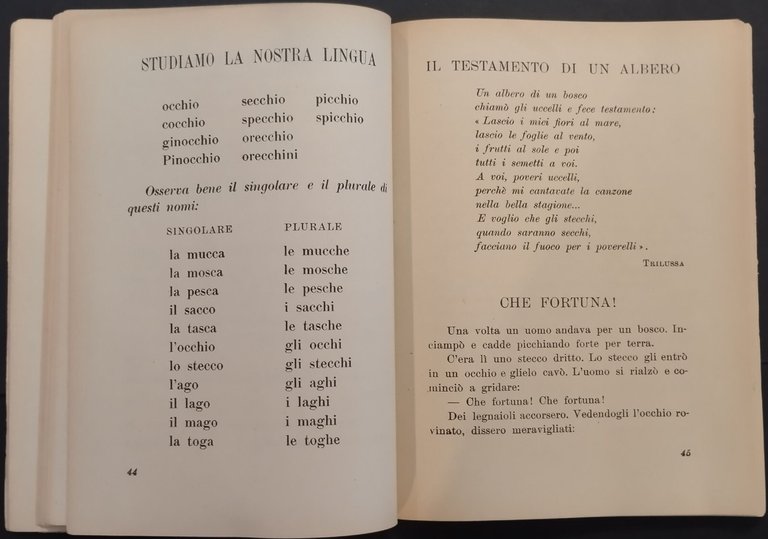 STUDIAMO LA NOSTRA LINGUA
occhio secchio picchio
cocchio specchio spicchio
ginocchio orecchio
Pinocchio orecchini
Osserva bene il singolare e il plurale di
questi nomi:
SINGOLARE PLURALE
la mucca le mucche
la mosca le mosche
la pesca le pesche
il sacco i sacchi
la tasca le tasche
l'occhio gli occhi
lo stecco gli stecchi
l'ago gli aghi
il lago i laghi
il mago i maghi
la toga le toghe
44
IL TESTAMENTO DI UN ALBERO
Un albero di un bosco
chiamò gli uccelli e fece testamento:
« Lascio i miei fiori al mare,
lascio le foglie al vento,
i frutti al sole e poi
tutti i semetti a voi.
A voi, poveri uccelli,
perchè mi cantavate la canzone
nella bella stagione...
E voglio che gli stecchi,
quando saranno secchi,
facciano il fuoco per i poverelli ».
TRILUSSA
CHE FORTUNA!
Una volta un uomo andava per un bosco. In-
ciampò e cadde picchiando forte per terra.
C'era lì uno stecco dritto. Lo stecco gli entrò
in un occhio e glielo cavò. L'uomo si rialzò e co-
minciò a gridare:
— Che fortuna! Che fortuna!
Dei legnaioli accorsero. Vedendogli l'occhio ro-
vinato, dissero meravigliati:
45